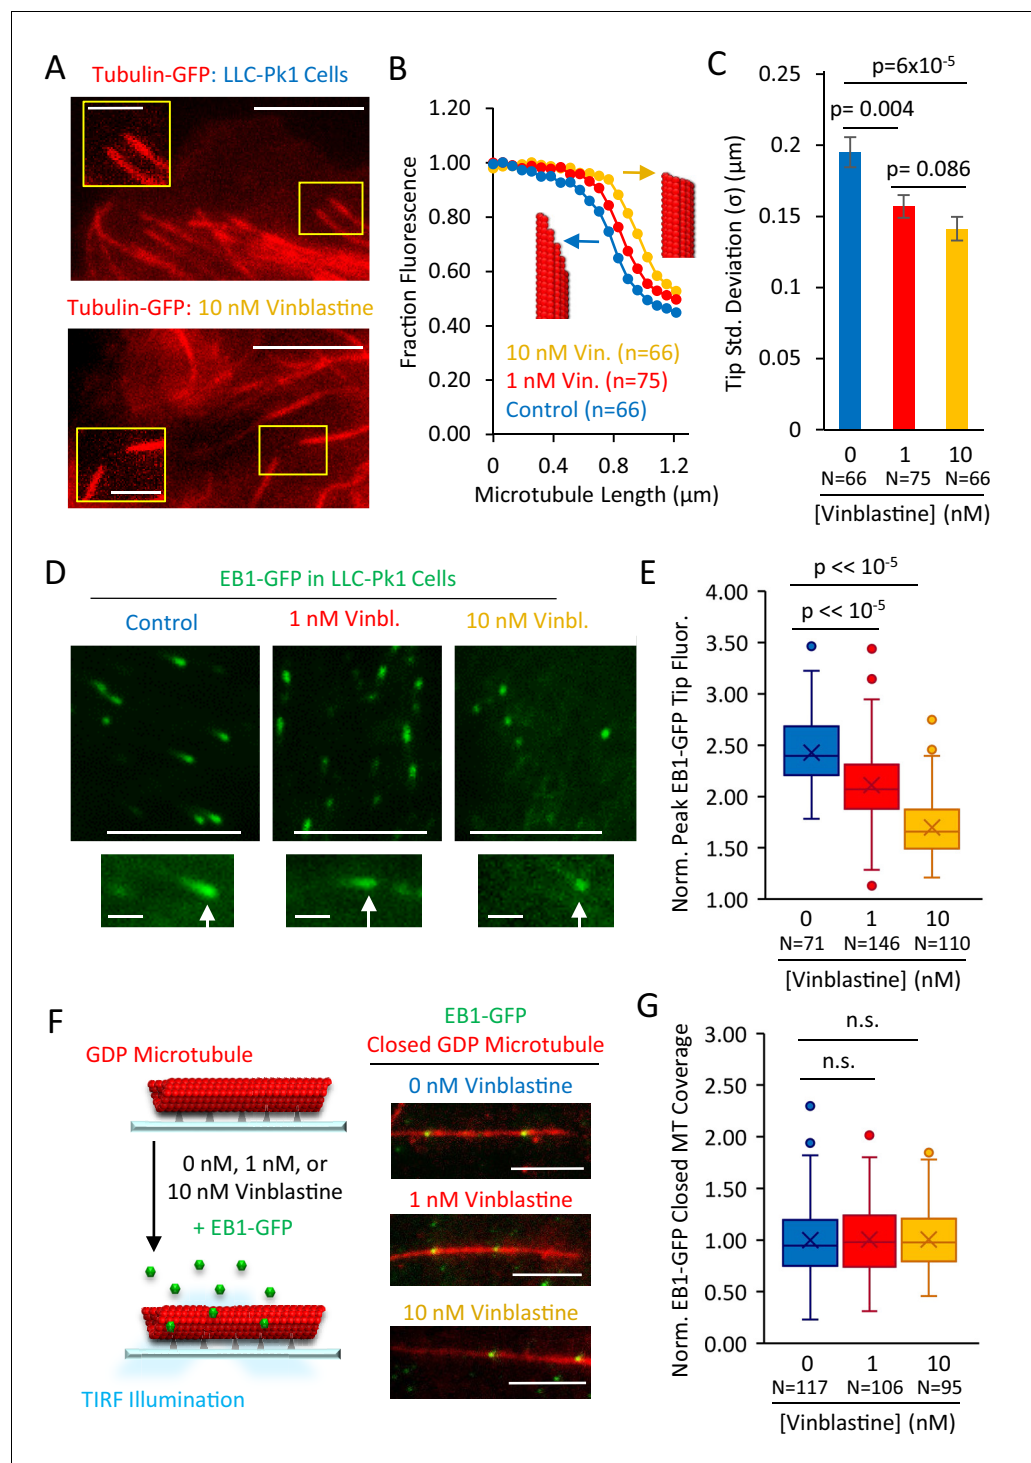 A
Tubulin-GFP: LLC-Pk1 Cells
Tubulin-GFP: 10 nM Vinblastine
B
Fraction Fluorescence
1.20
1.00
0.80
0.60
0.40
0.20
0.00
10 nM Vin. (n=66)
1 nM Vin. (n=75)
Control (n=66)
0 0.4 0.8 1.2
Microtubule Length (µm)
C
Tip Std. Deviation (σ) (µm)
0.25
0.2
0.15
0.1
0.05
0
p=6x10-5
p= 0.004
p= 0.086
0 1 10
N=66 N=75 N=66
[Vinblastine] (nM)
D
EB1-GFP in LLC-Pk1 Cells
Control 1 nM Vinbl. 10 nM Vinbl.
E
Norm. Peak EB1-GFP Tip Fluor.
4.00
3.50
3.00
2.50
2.00
1.50
1.00
p << 10-5
p << 10-5
0 1 10
N=71 N=146 N=110
[Vinblastine] (nM)
F
GDP Microtubule
0 nM, 1 nM, or
10 nM Vinblastine
+ EB1-GFP
TIRF Illumination
EB1-GFP
Closed GDP Microtubule
0 nM Vinblastine
1 nM Vinblastine
10 nM Vinblastine
G
Norm. EB1-GFP Closed MT Coverage
3.00
2.50
2.00
1.50
1.00
0.50
0.00
n.s.
n.s.
0 1 10
N=117 N=106 N=95
[Vinblastine] (nM)